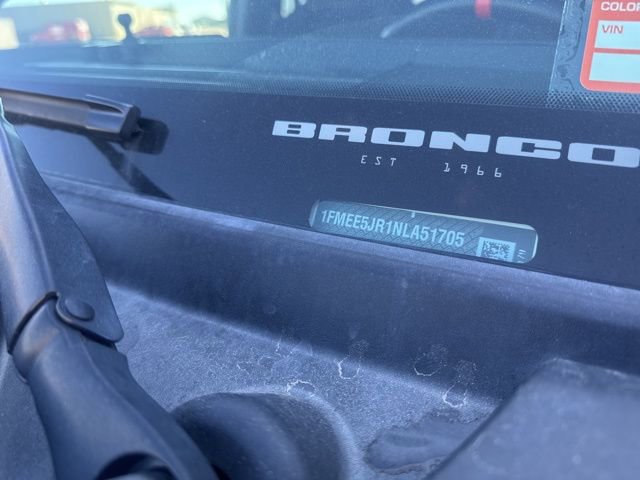 COLOR
VIN
BRONCO
EST 1966
1FMEE5JR1NLA51705